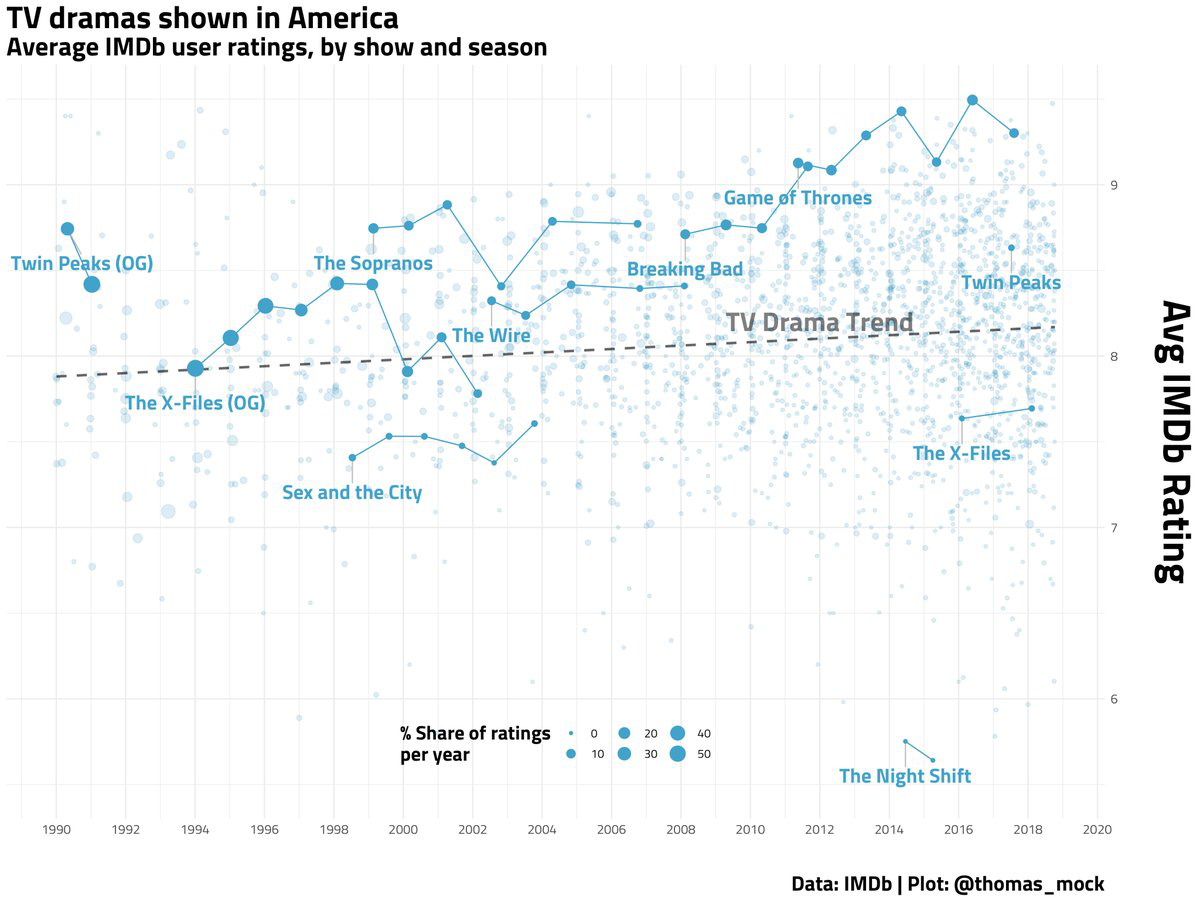 TV dramas shown in America
Average IMDb user ratings, by show and season
Twin Peaks (OG)
The X-Files (OG)
The Sopranos
Sex and the City
The Wire
Breaking Bad
Game of Thrones
TV Drama Trend
Twin Peaks
The X-Files
The Night Shift
9
8
7
6
Avg IMDb Rating
% Share of ratings
per year
0 20 40
10 30 50
1990 1992 1994 1996 1998 2000 2002 2004 2006 2008 2010 2012 2014 2016 2018 2020
Data: IMDb | Plot: @thomas_mock